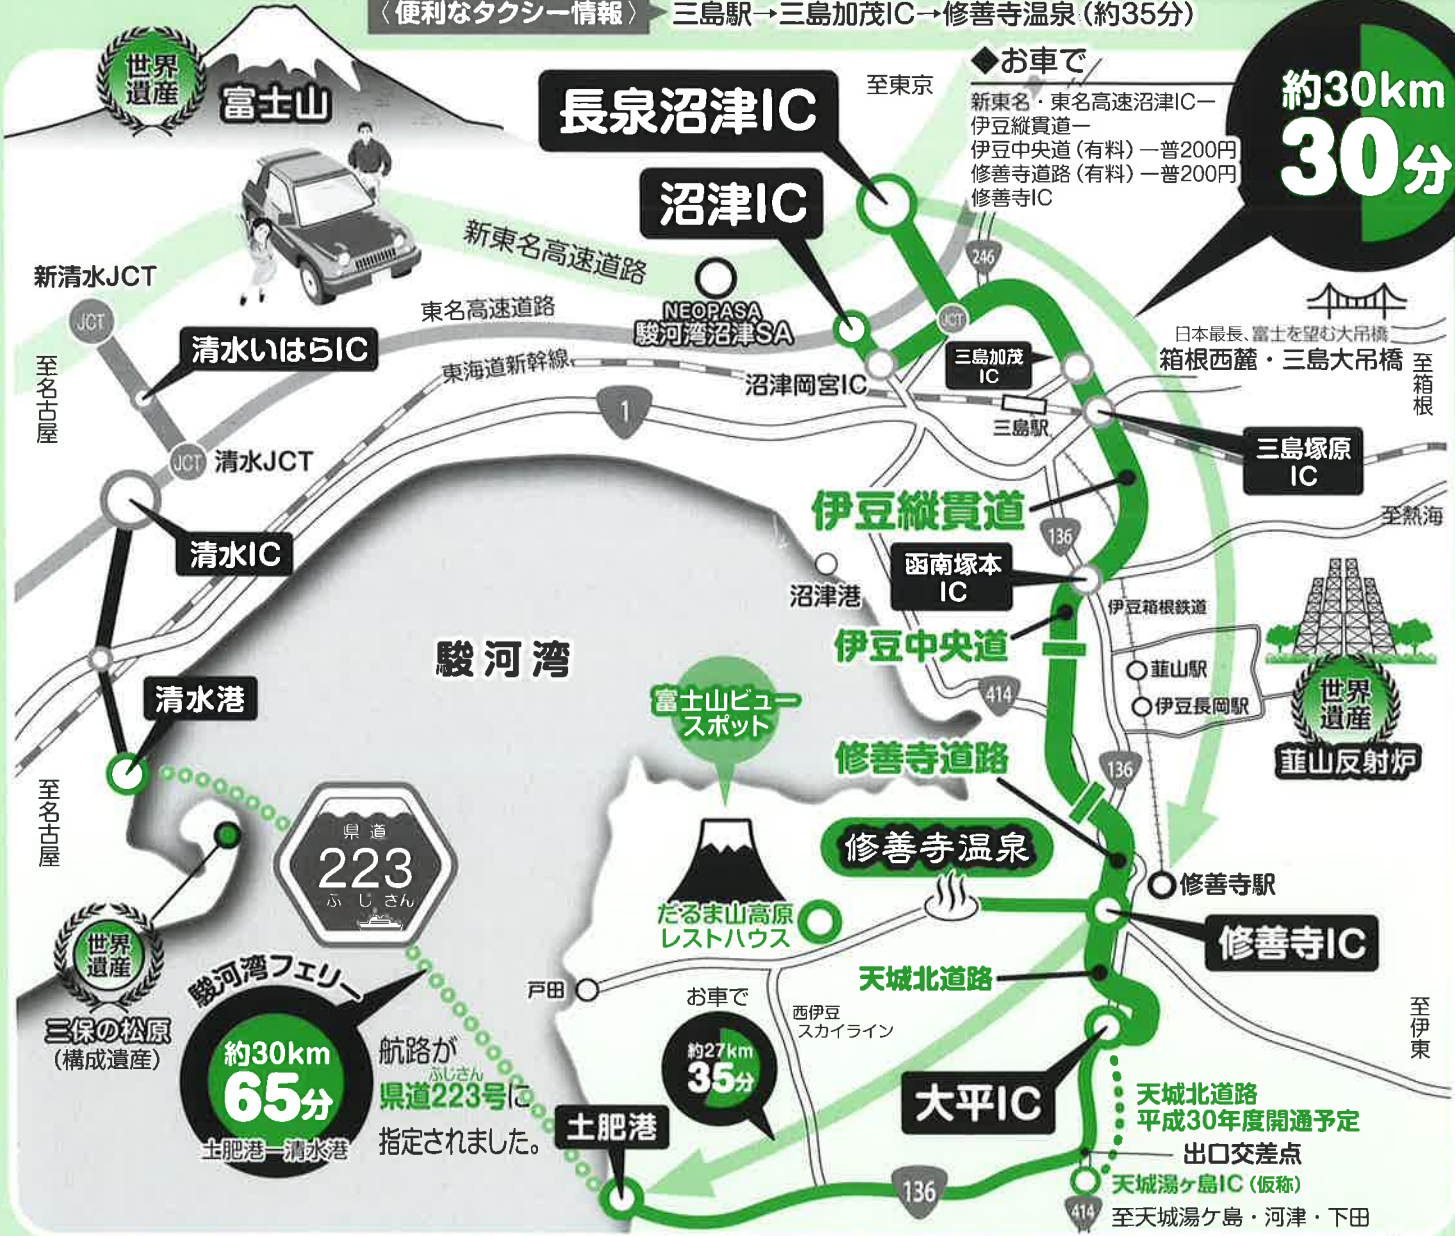 〈便利なタクシー情報〉 三島駅→三島加茂IC→修善寺温泉(約35分)
世界
遺産
富士山
長泉沼津IC
至東京
◆お車で
新東名・東名高速沼津IC—
伊豆縦貫道—
伊豆中央道(有料)—普200円
修善寺道路(有料)—普200円
修善寺IC
約30km
30分
沼津IC
新東名高速道路
246
新清水JCT
JCT
東名高速道路
NEOPASA
駿河湾沼津SA
JCT
清水いはらIC
日本最長、富士を望む大吊橋
箱根西麓・三島大吊橋
至箱根
至名古屋
東海道新幹線
沼津岡宮IC
三島加茂
IC
1
三島駅
三島塚原
IC
JCT
清水JCT
伊豆縦貫道
至熱海
清水IC
136
函南塚本
IC
沼津港
伊豆箱根鉄道
駿河湾
伊豆中央道
韮山駅
伊豆長岡駅
世界
遺産
韮山反射炉
清水港
富士山ビュー
スポット
414
修善寺道路
136
至名古屋
県道
223
ふじさん
修善寺温泉
修善寺駅
だるま山高原
レストハウス
修善寺IC
世界
遺産
三保の松原
(構成遺産)
駿河湾フェリー
約30km
65分
土肥港—清水港
航路が
ふじさん
県道223号に
指定されました。
戸田
お車で
約27km
35分
西伊豆
スカイライン
天城北道路
至伊東
大平IC
天城北道路
平成30年度開通予定
出口交差点
土肥港
136
天城湯ヶ島IC(仮称)
414
至天城湯ケ島・河津・下田